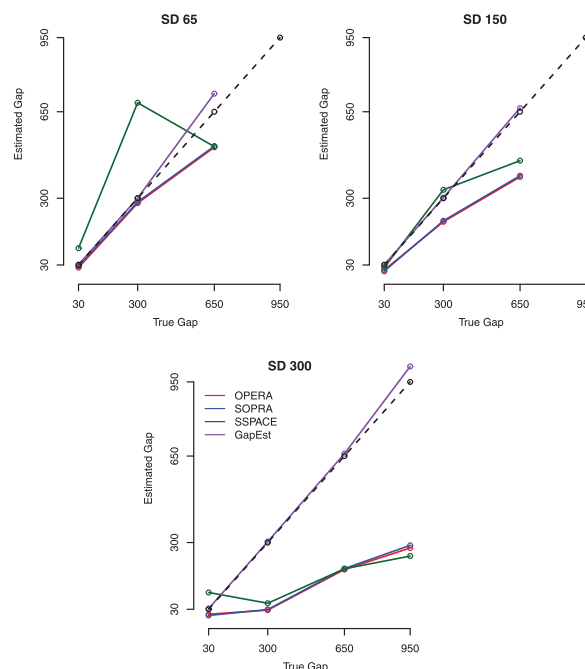 SD 65
Estimated Gap
950
650
300
30
30 300 650 950
True Gap
SD 150
Estimated Gap
950
650
300
30
30 300 650
True Gap
SD 300
Estimated Gap
950
650
300
30
OPERA
SOPRA
SSPACE
GapEst
30 300 650 950
True Gap